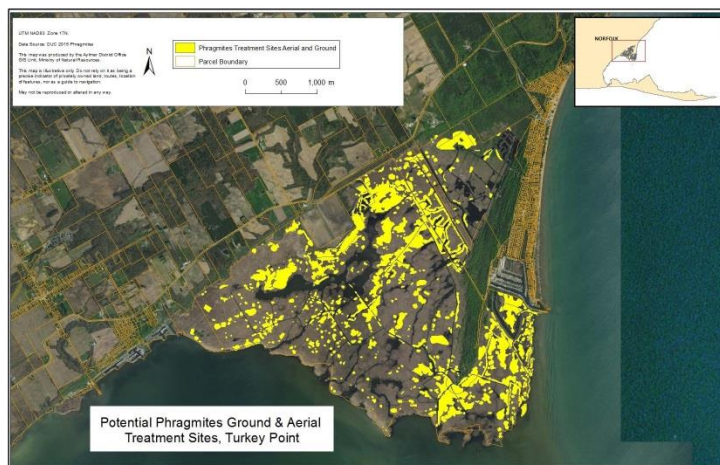 UTM NAD83 Zone 17N.
Data Source: DUC 2015 Phragmites
This map was produced by the Aylmer District Office
GIS Unit, Ministry of Natural Resources.
This map is illustrative only. Do not rely on it as being a
precise indicator of privately owned land, routes, location
of features, nor as a guide to navigation.
May not be reproduced or altered in any way.
N
Phragmites Treatment Sites Aerial and Ground
Parcel Boundary
0 500 1,000 m
NORFOLK
Potential Phragmites Ground & Aerial
Treatment Sites, Turkey Point